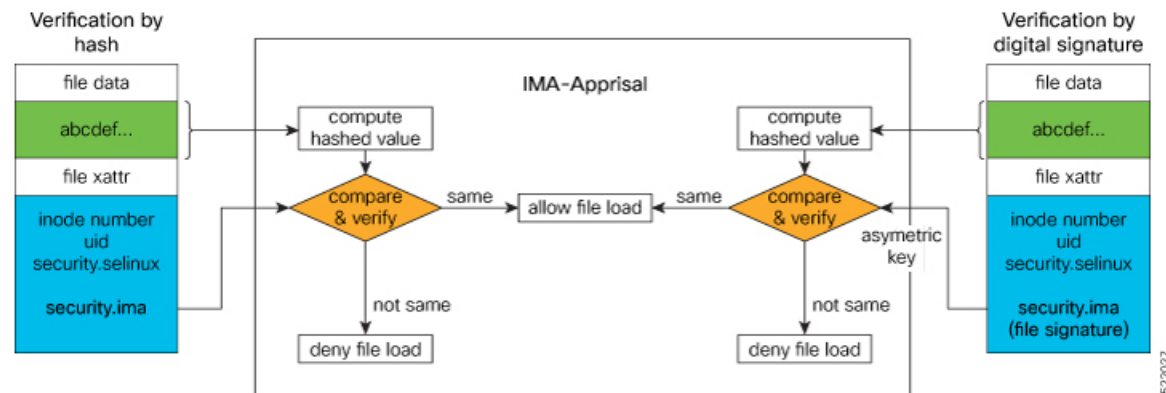 Verification by
hash
file data
abcdef...
file xattr
inode number
uid
security.selinux
security.ima
IMA-Apprisal
compute
hashed value
compare
& verify
same
not same
deny file load
allow file load
compute
hashed value
same
compare
& verify
asymetric
key
not same
deny file load
Verification by
digital signature
file data
abcdef...
file xattr
inode number
uid
security.selinux
security.ima
(file signature)